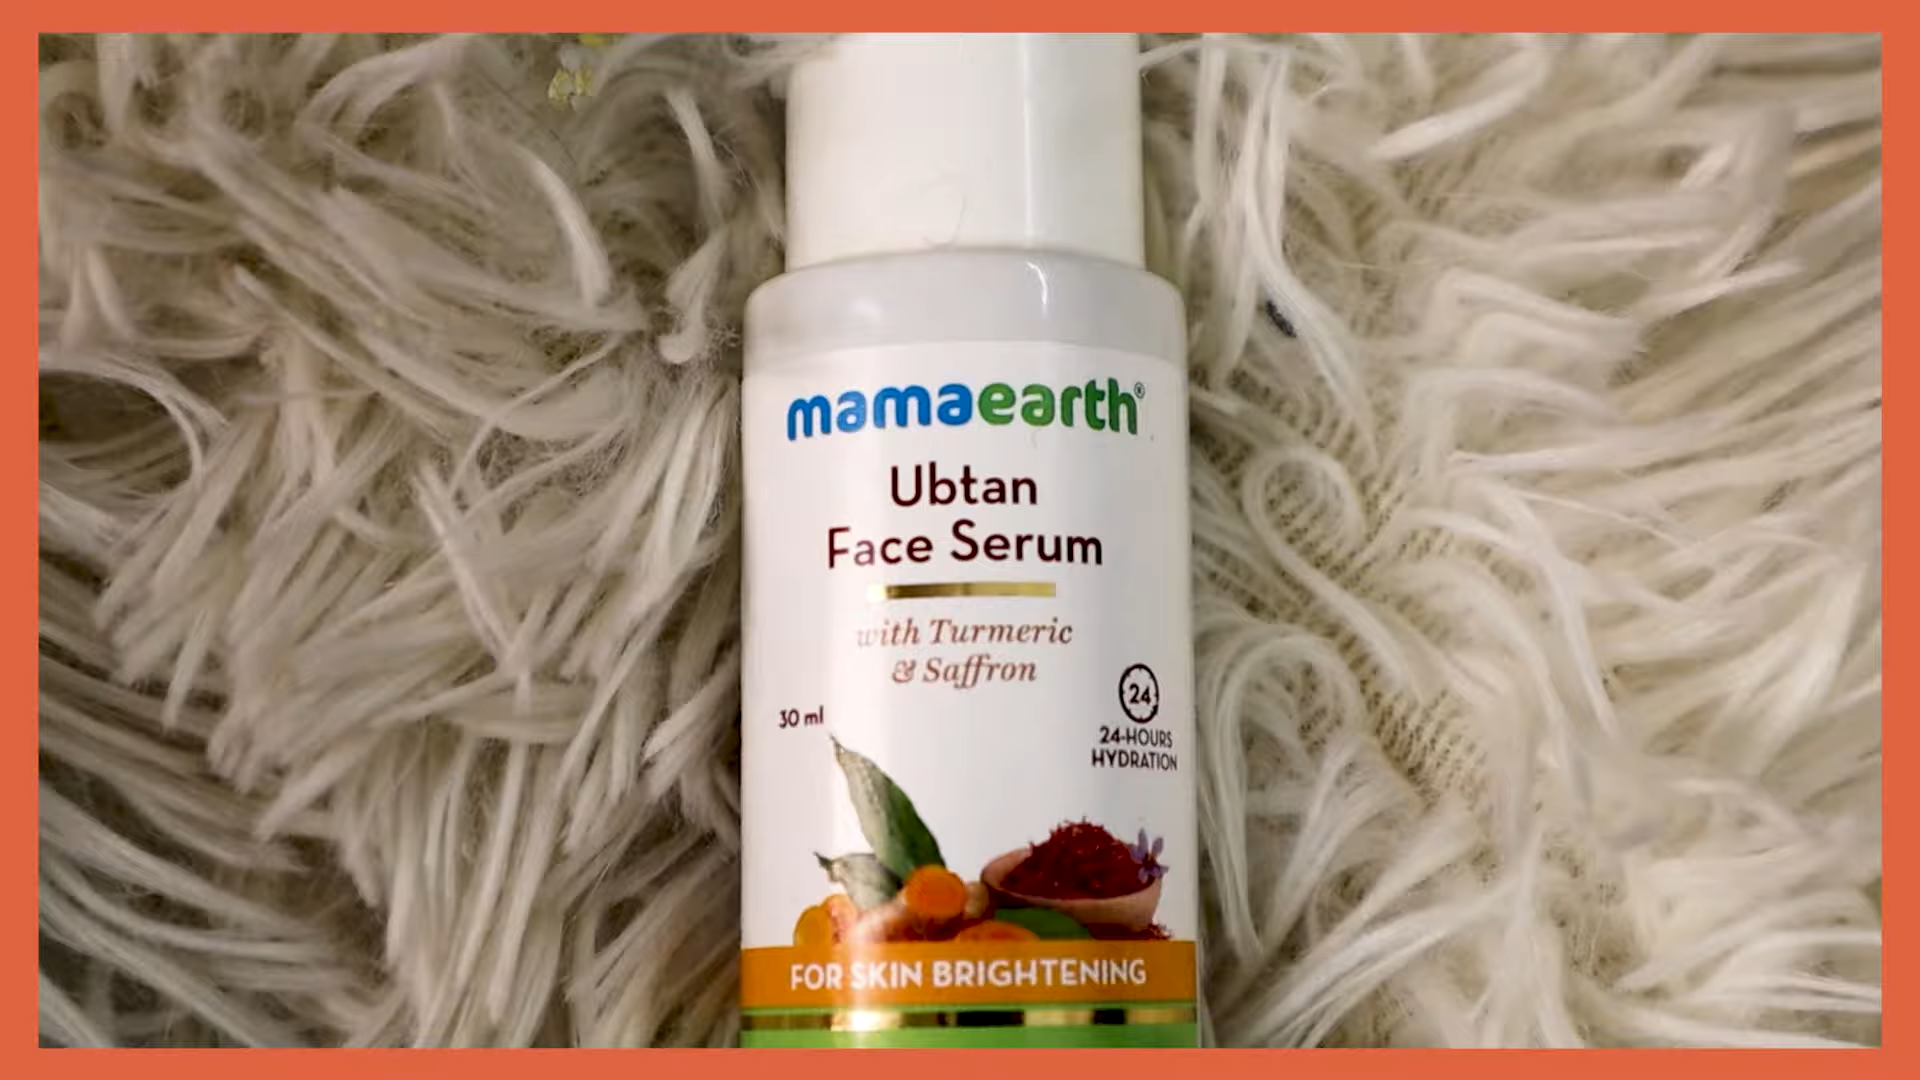 mamaearth®
Ubtan
Face Serum
with Turmeric
& Saffron
30 ml
24
24-HOURS
HYDRATION
FOR SKIN BRIGHTENING